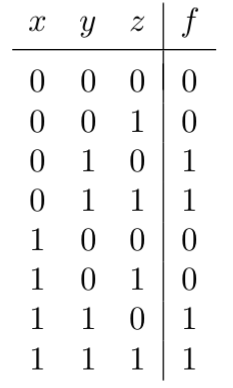 x y z f
0 0 0 0
0 0 1 0
0 1 0 1
0 1 1 1
1 0 0 0
1 0 1 0
1 1 0 1
1 1 1 1